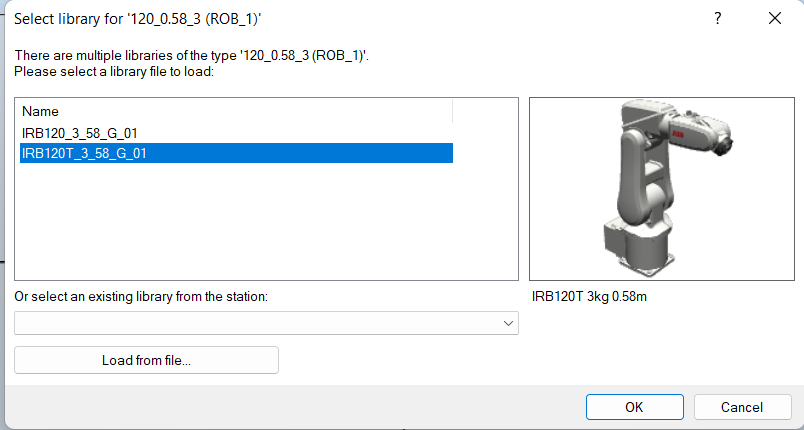 Select library for '120_0.58_3 (ROB_1)'
?
There are multiple libraries of the type '120_0.58_3 (ROB_1)'.
Please select a library file to load:
Name
IRB120_3_58_G_01
IRB120T_3_58_G_01
ABB
Or select an existing library from the station:
IRB120T 3kg 0.58m
Load from file...
OK
Cancel